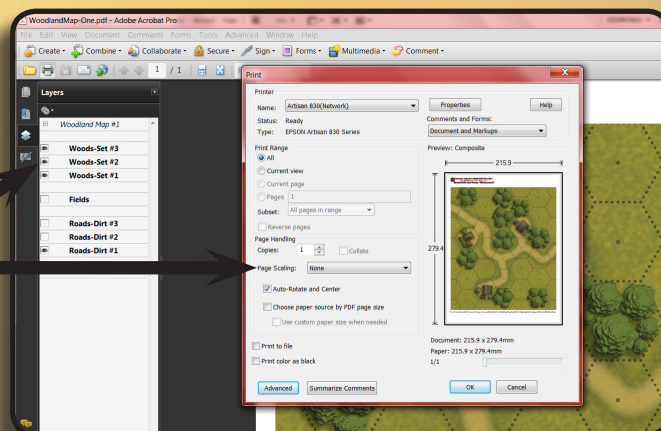 WoodlandMap-One.pdf - Adobe Acrobat Pro
File Edit View Document Comments Forms Tools Advanced Window Help
Create Combine Collaborate Secure Sign Forms Multimedia Comment
1 / 1
Layers
Woodland Map #1
Woods-Set #3
Woods-Set #2
Woods-Set #1
Fields
Roads-Dirt #3
Roads-Dirt #2
Roads-Dirt #1
Print
X
Printer
Name: Artisan 830(Network)
Properties
Help
Status: Ready
Type: EPSON Artisan 830 Series
Comments and Forms:
Document and Markups
Print Range
All
Current view
Current page
Pages 1
Subset: All pages in range
Reverse pages
Page Handling
Copies: 1
Collate
Page Scaling: None
Auto-Rotate and Center
Choose paper source by PDF page size
Use custom paper size when needed
Print to file
Print color as black
Preview: Composite
215.9
279.4
Document: 215.9 x 279.4mm
Paper: 215.9 x 279.4mm
1/1
Advanced
Summarize Comments
OK
Cancel